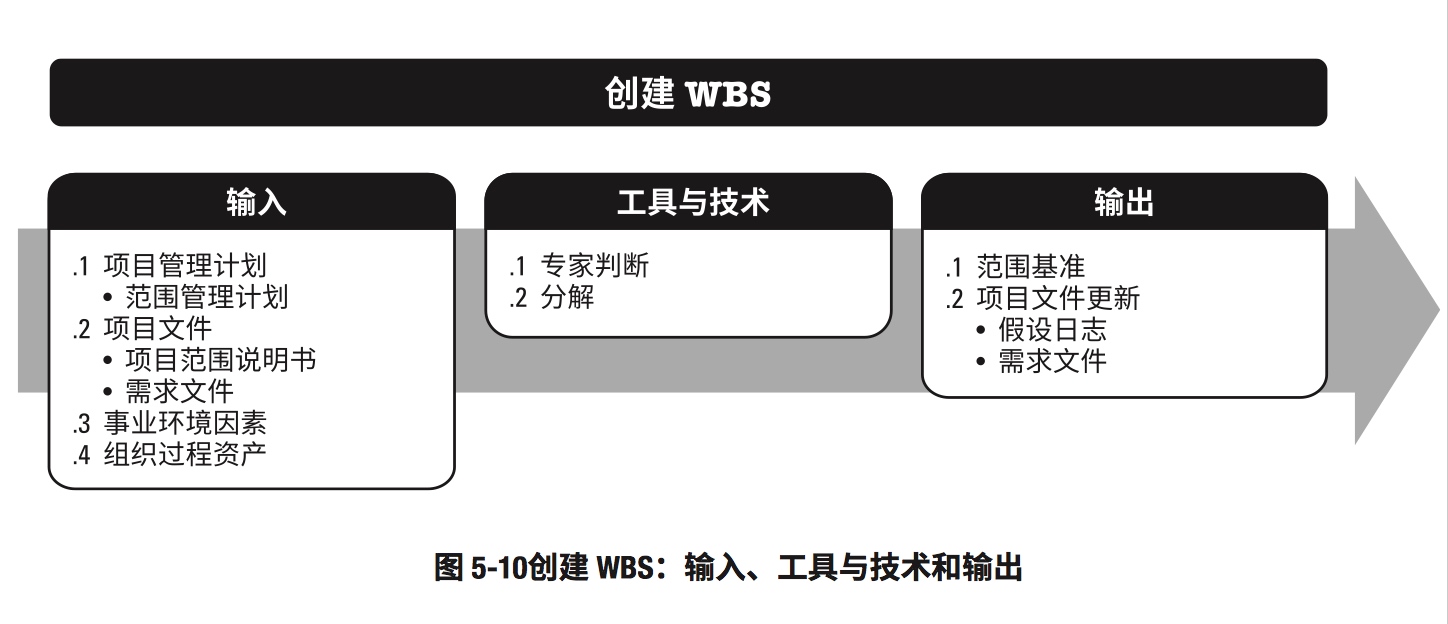 创建 WBS
输入
.1 项目管理计划
• 范围管理计划
.2 项目文件
• 项目范围说明书
• 需求文件
.3 事业环境因素
.4 组织过程资产
工具与技术
.1 专家判断
.2 分解
输出
.1 范围基准
.2 项目文件更新
• 假设日志
• 需求文件
图 5-10创建 WBS：输入、工具与技术和输出